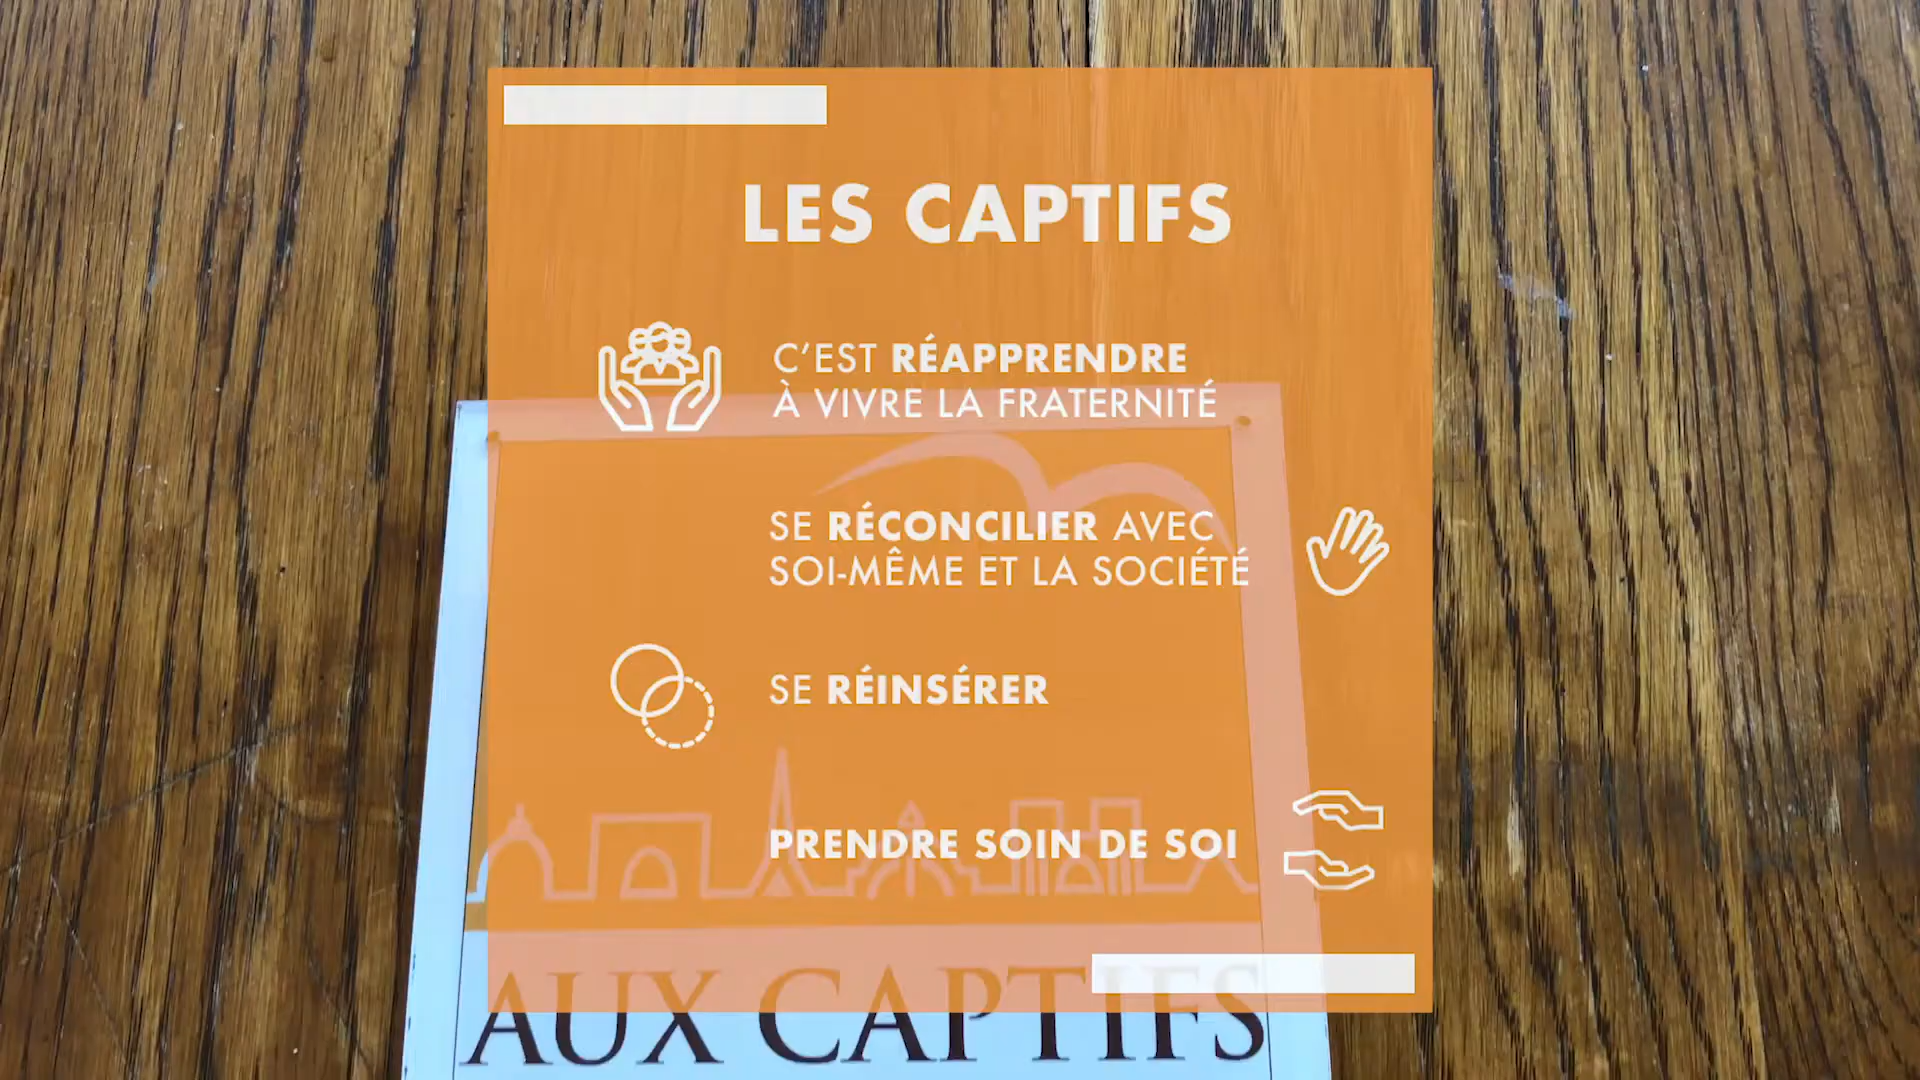 LES CAPTIFS
C'EST RÉAPPRENDRE
À VIVRE LA FRATERNITÉ
SE RÉCONCILIER AVEC
SOI-MÊME ET LA SOCIÉTÉ
SE RÉINSÉRER
PRENDRE SOIN DE SOI
AUX CAPTIFS